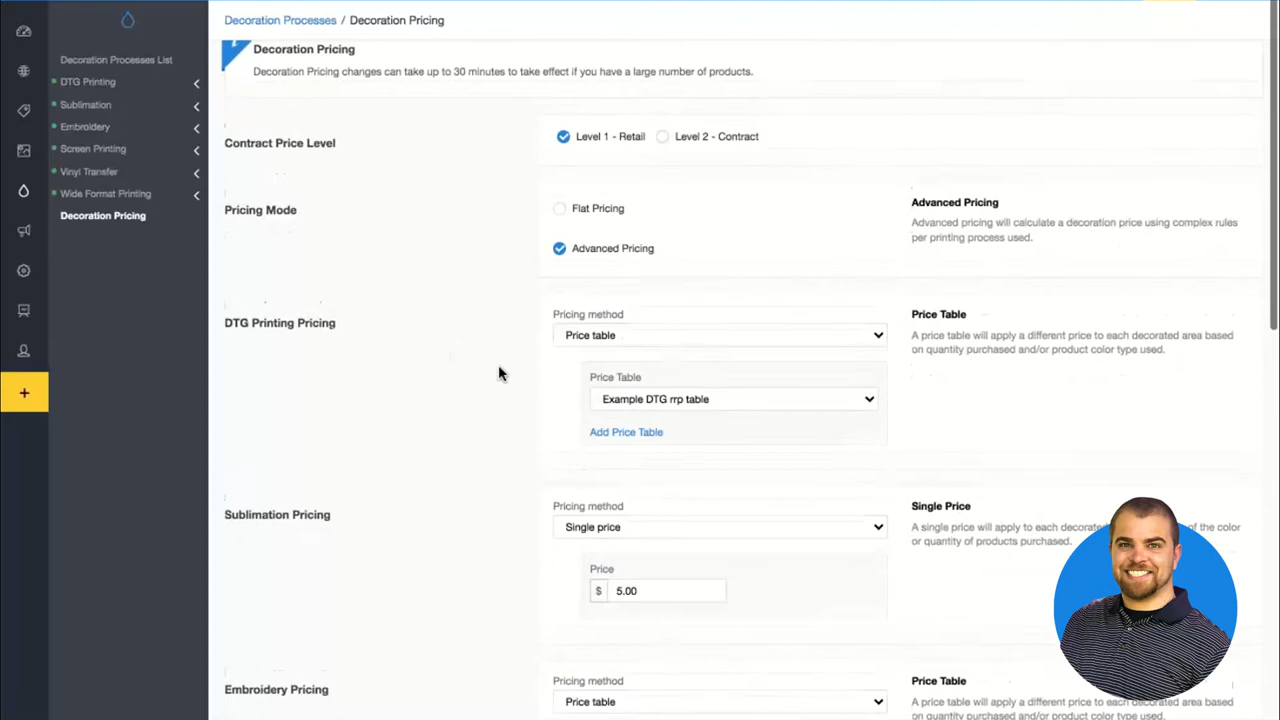 Decoration Processes / Decoration Pricing
Decoration Processes List
DTG Printing
Sublimation
Embroidery
Screen Printing
Vinyl Transfer
Wide Format Printing
Decoration Pricing
Decoration Pricing
Decoration Pricing changes can take up to 30 minutes to take effect if you have a large number of products.
Contract Price Level
Level 1 - Retail
Level 2 - Contract
Pricing Mode
Flat Pricing
Advanced Pricing
Advanced Pricing
Advanced pricing will calculate a decoration price using complex rules
per printing process used.
DTG Printing Pricing
Pricing method
Price table
Price Table
Example DTG rrp table
Add Price Table
Price Table
A price table will apply a different price to each decorated area based
on quantity purchased and/or product color type used.
Sublimation Pricing
Pricing method
Single price
Price
$ 5.00
Single Price
A single price will apply to each decorated of the color
or quantity of products purchased.
Embroidery Pricing
Pricing method
Price table
Price Table
A price table will apply a different price to each decorated area based
on quantity purchased and/or product color type used.